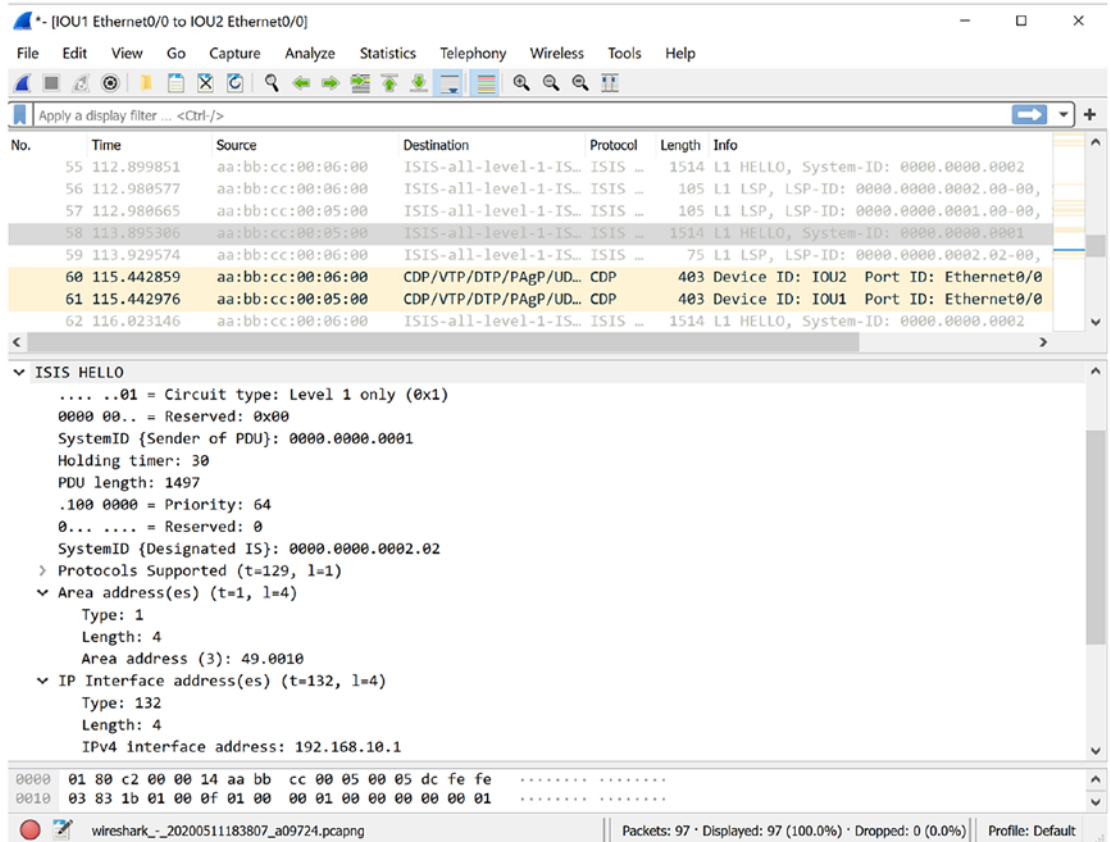 *- [IOU1 Ethernet0/0 to IOU2 Ethernet0/0]
File Edit View Go Capture Analyze Statistics Telephony Wireless Tools Help
Apply a display filter ... <Ctrl-/>
No. Time Source Destination Protocol Length Info
55 112.899851 aa:bb:cc:00:06:00 ISIS-all-level-1-IS… ISIS … 1514 L1 HELLO, System-ID: 0000.0000.0002
56 112.980577 aa:bb:cc:00:06:00 ISIS-all-level-1-IS… ISIS … 105 L1 LSP, LSP-ID: 0000.0000.0002.00-00,
57 112.980665 aa:bb:cc:00:05:00 ISIS-all-level-1-IS… ISIS … 105 L1 LSP, LSP-ID: 0000.0000.0001.00-00,
58 113.895306 aa:bb:cc:00:05:00 ISIS-all-level-1-IS… ISIS … 1514 L1 HELLO, System-ID: 0000.0000.0001
59 113.929574 aa:bb:cc:00:06:00 ISIS-all-level-1-IS… ISIS … 75 L1 LSP, LSP-ID: 0000.0000.0002.02-00,
60 115.442859 aa:bb:cc:00:06:00 CDP/VTP/DTP/PAgP/UD… CDP 403 Device ID: IOU2 Port ID: Ethernet0/0
61 115.442976 aa:bb:cc:00:05:00 CDP/VTP/DTP/PAgP/UD… CDP 403 Device ID: IOU1 Port ID: Ethernet0/0
62 116.023146 aa:bb:cc:00:06:00 ISIS-all-level-1-IS… ISIS … 1514 L1 HELLO, System-ID: 0000.0000.0002
ISIS HELLO
.... ..01 = Circuit type: Level 1 only (0x1)
0000 00.. = Reserved: 0x00
SystemID {Sender of PDU}: 0000.0000.0001
Holding timer: 30
PDU length: 1497
.100 0000 = Priority: 64
0... .... = Reserved: 0
SystemID {Designated IS}: 0000.0000.0002.02
Protocols Supported (t=129, l=1)
Area address(es) (t=1, l=4)
Type: 1
Length: 4
Area address (3): 49.0010
IP Interface address(es) (t=132, l=4)
Type: 132
Length: 4
IPv4 interface address: 192.168.10.1
0000 01 80 c2 00 00 14 aa bb cc 00 05 00 05 dc fe fe ........ ........
0010 03 83 1b 01 00 0f 01 00 00 01 00 00 00 00 00 01 ........ ........
wireshark_-_20200511183807_a09724.pcapng Packets: 97 · Displayed: 97 (100.0%) · Dropped: 0 (0.0%) Profile: Default